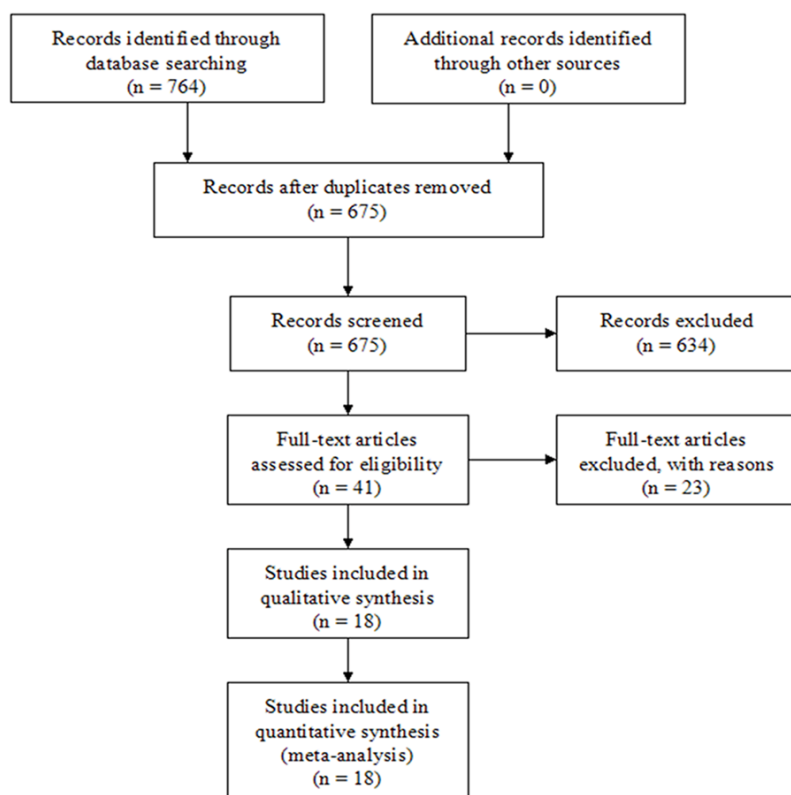 Records identified through
database searching
(n = 764)
Additional records identified
through other sources
(n = 0)
Records after duplicates removed
(n = 675)
Records screened
(n = 675)
Records excluded
(n = 634)
Full-text articles
assessed for eligibility
(n = 41)
Full-text articles
excluded, with reasons
(n = 23)
Studies included in
qualitative synthesis
(n = 18)
Studies included in
quantitative synthesis
(meta-analysis)
(n = 18)